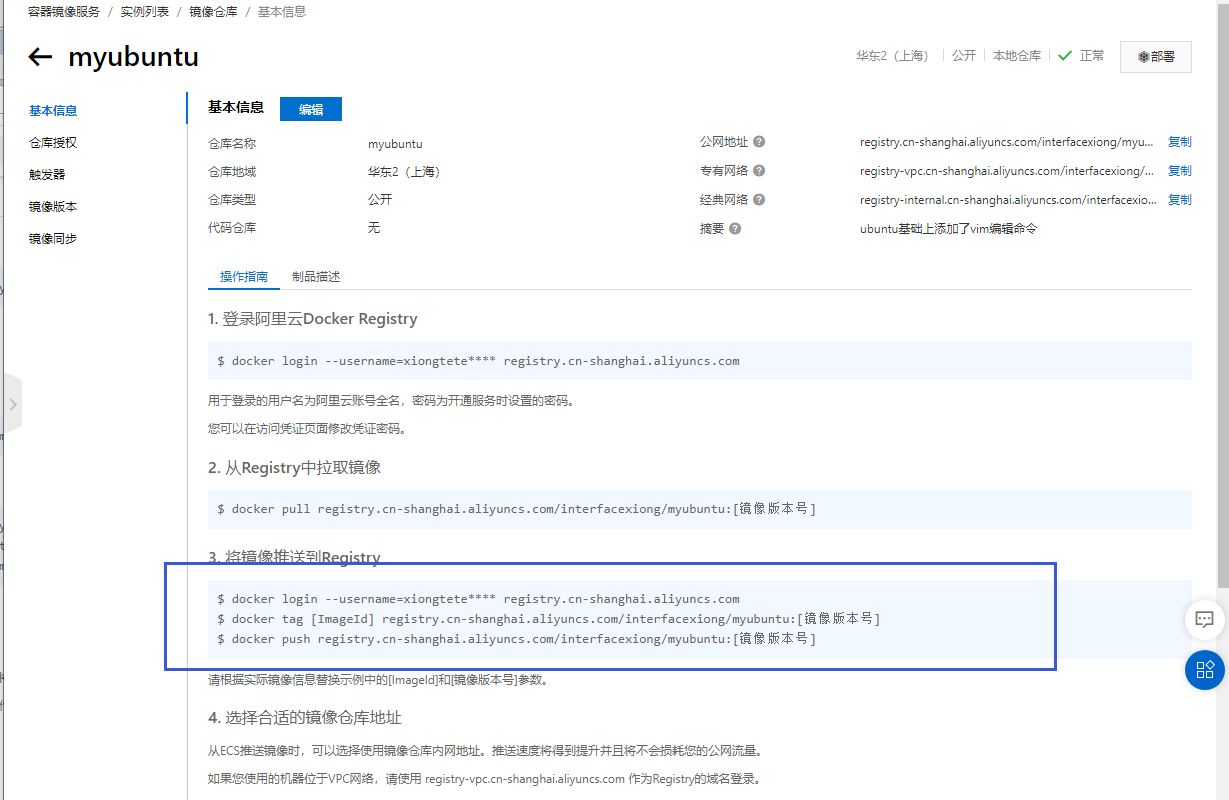 容器镜像服务 / 实例列表 / 镜像仓库 / 基本信息
← myubuntu
华东2（上海） 公开 本地仓库 正常 部署
基本信息
仓库授权
触发器
镜像版本
镜像同步
基本信息 编辑
仓库名称 myubuntu
仓库地域 华东2（上海）
仓库类型 公开
代码仓库 无
公网地址 registry.cn-shanghai.aliyuncs.com/interfacexiong/myu... 复制
专有网络 registry-vpc.cn-shanghai.aliyuncs.com/interfacexiong/... 复制
经典网络 registry-internal.cn-shanghai.aliyuncs.com/interfacexio... 复制
摘要 ubuntu基础上添加了vim编辑命令
操作指南 制品描述
1. 登录阿里云Docker Registry
$ docker login --username=xiongtete**** registry.cn-shanghai.aliyuncs.com
用于登录的用户名为阿里云账号全名，密码为开通服务时设置的密码。
您可以在访问凭证页面修改凭证密码。
2. 从Registry中拉取镜像
$ docker pull registry.cn-shanghai.aliyuncs.com/interfacexiong/myubuntu:[镜像版本号]
3. 将镜像推送到Registry
$ docker login --username=xiongtete**** registry.cn-shanghai.aliyuncs.com
$ docker tag [ImageId] registry.cn-shanghai.aliyuncs.com/interfacexiong/myubuntu:[镜像版本号]
$ docker push registry.cn-shanghai.aliyuncs.com/interfacexiong/myubuntu:[镜像版本号]
请根据实际镜像信息替换示例中的[ImageId]和[镜像版本号]参数。
4. 选择合适的镜像仓库地址
从ECS推送镜像时，可以选择使用镜像仓库内网地址。推送速度将得到提升并且将不会损耗您的公网流量。
如果您使用的机器位于VPC网络，请使用 registry-vpc.cn-shanghai.aliyuncs.com 作为Registry的域名登录。